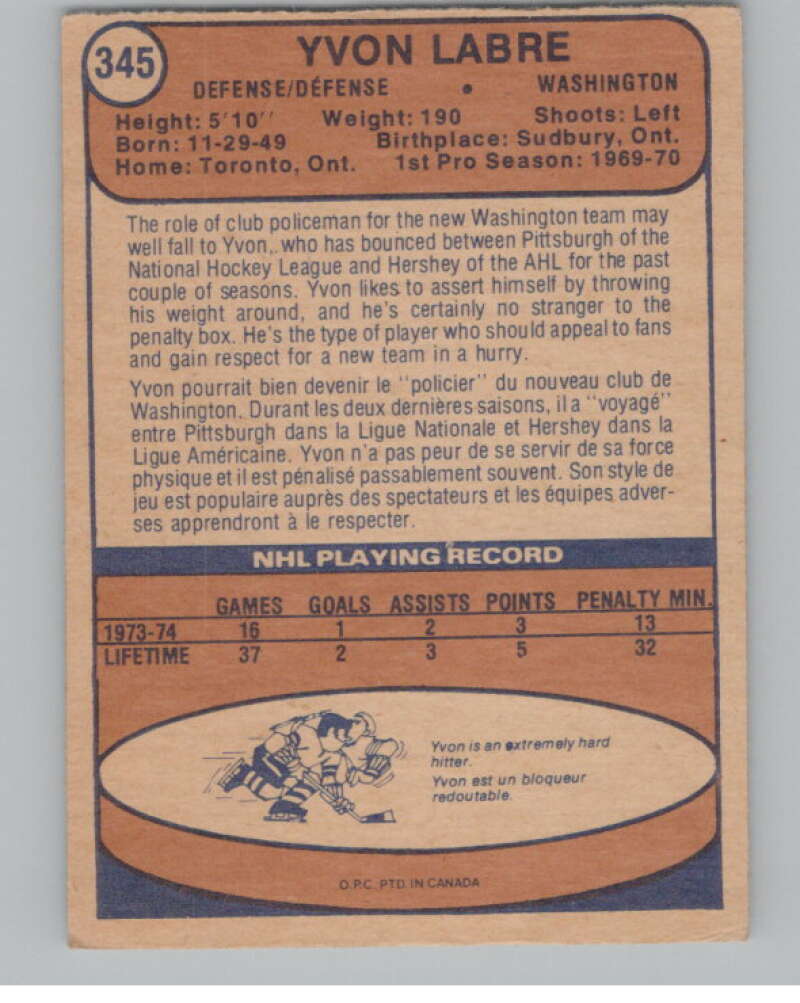 345
YVON LABRE
DEFENSE/DÉFENSE • WASHINGTON
Height: 5'10'' Weight: 190 Shoots: Left
Born: 11-29-49 Birthplace: Sudbury, Ont.
Home: Toronto, Ont. 1st Pro Season: 1969-70
The role of club policeman for the new Washington team may
well fall to Yvon, who has bounced between Pittsburgh of the
National Hockey League and Hershey of the AHL for the past
couple of seasons. Yvon likes to assert himself by throwing
his weight around, and he's certainly no stranger to the
penalty box. He's the type of player who should appeal to fans
and gain respect for a new team in a hurry.
Yvon pourrait bien devenir le "policier" du nouveau club de
Washington. Durant les deux dernières saisons, il a "voyagé"
entre Pittsburgh dans la Ligue Nationale et Hershey dans la
Ligue Américaine. Yvon n'a pas peur de se servir de sa force
physique et il est pénalisé passablement souvent. Son style de
jeu est populaire auprès des spectateurs et les équipes adver-
ses apprendront à le respecter.
NHL PLAYING RECORD
GAMES GOALS ASSISTS POINTS PENALTY MIN.
1973-74 16 1 2 3 13
LIFETIME 37 2 3 5 32
Yvon is an extremely hard
hitter.
Yvon est un bloqueur
redoutable.
O.P.C. PTD. IN CANADA